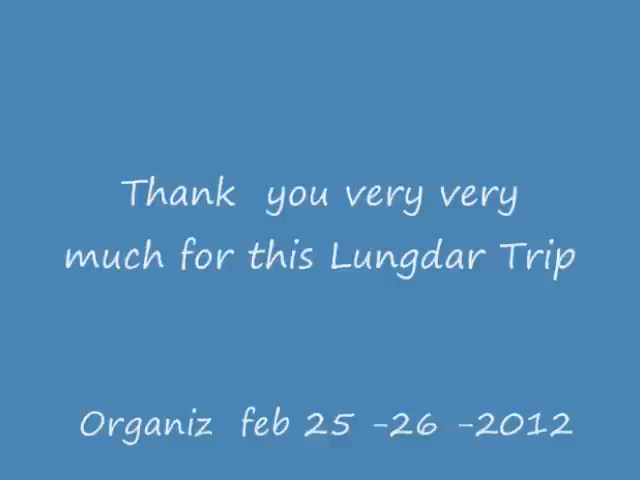 Thank you very very
much for this Lungdar Trip
Organiz feb 25 -26 -2012